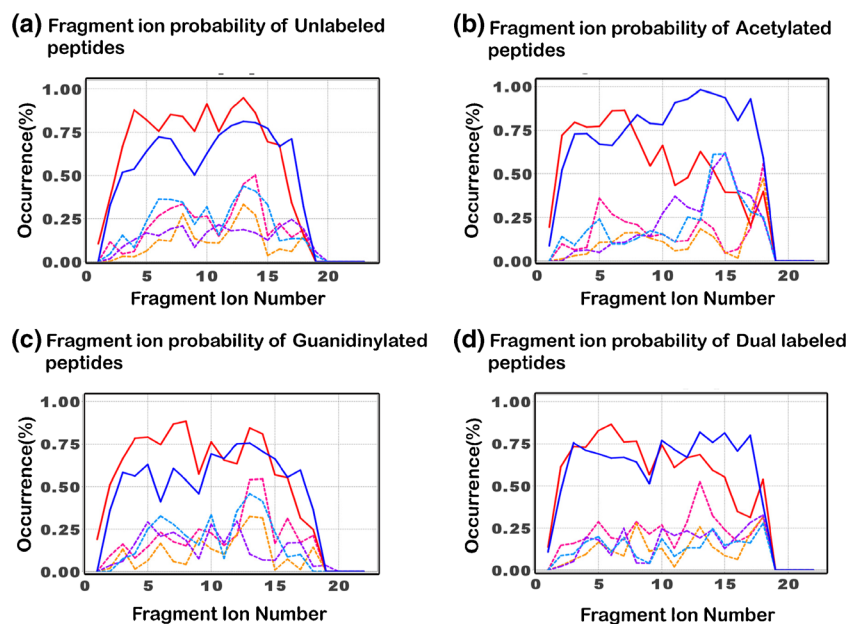 (a) Fragment ion probability of Unlabeled
peptides
1.00
0.75
0.50
0.25
0.00
Occurrence(%)
0 5 10 15 20
Fragment Ion Number
(b) Fragment ion probability of Acetylated
peptides
1.00
0.75
0.50
0.25
0.00
Occurrence(%)
0 5 10 15 20
Fragment Ion Number
(c) Fragment ion probability of Guanidinylated
peptides
1.00
0.75
0.50
0.25
0.00
Occurrence(%)
0 5 10 15 20
Fragment Ion Number
(d) Fragment ion probability of Dual labeled
peptides
1.00
0.75
0.50
0.25
0.00
Occurrence(%)
0 5 10 15 20
Fragment Ion Number